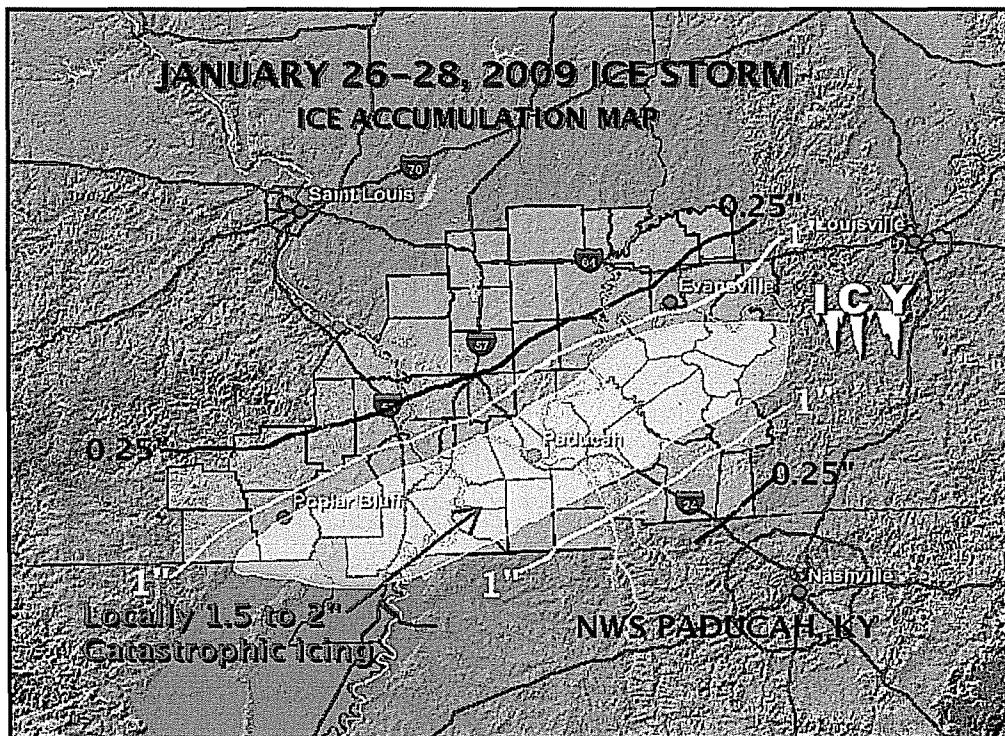 JANUARY 26-28, 2009 ICE STORM
ICE ACCUMULATION MAP
70
Saint Louis
0.25"
1"
Louisville
64
Evansville
ICY
57
1"
0.25"
Paducah
0.25"
Poplar Bluff
24
1"
1"
Nashville
Locally 1.5 to 2"
Catastrophic Icing
NWS PADUCAH, KY